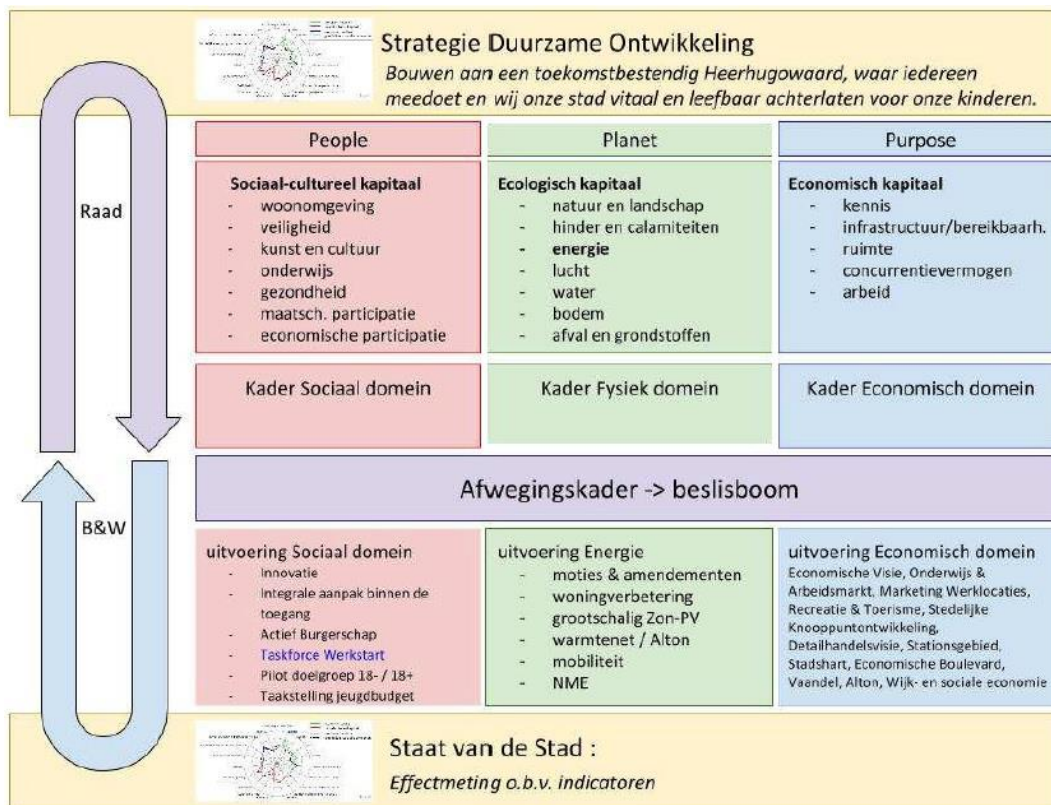 Strategie Duurzame Ontwikkeling
Bouwen aan een toekomstbestendig Heerhugowaard, waar iedereen
meedoet en wij onze stad vitaal en leefbaar achterlaten voor onze kinderen.
Raad
People
Sociaal-cultureel kapitaal
- woonomgeving
- veiligheid
- kunst en cultuur
- onderwijs
- gezondheid
- maatsch. participatie
- economische participatie
Kader Sociaal domein
Planet
Ecologisch kapitaal
- natuur en landschap
- hinder en calamiteiten
- energie
- lucht
- water
- bodem
- afval en grondstoffen
Kader Fysiek domein
Purpose
Economisch kapitaal
- kennis
- infrastructuur/bereikbaarh.
- ruimte
- concurrentievermogen
- arbeid
Kader Economisch domein
Afwegingskader -> beslisboom
B&W
uitvoering Sociaal domein
- Innovatie
- Integrale aanpak binnen de
toegang
- Actief Burgerschap
- Taskforce Werkstart
- Pilot doelgroep 18- / 18+
- Taakstelling jeugdbudget
uitvoering Energie
- moties & amendementen
- woningverbetering
- grootschalig Zon-PV
- warmtenet / Alton
- mobiliteit
- NME
uitvoering Economisch domein
Economische Visie, Onderwijs &
Arbeidsmarkt, Marketing Werklocaties,
Recreatie & Toerisme, Stedelijke
Knooppuntontwikkeling,
Detailhandelsvisie, Stationsgebied,
Stadshart, Economische Boulevard,
Vaandel, Alton, Wijk- en sociale economie
Staat van de Stad :
Effectmeting o.b.v. indicatoren